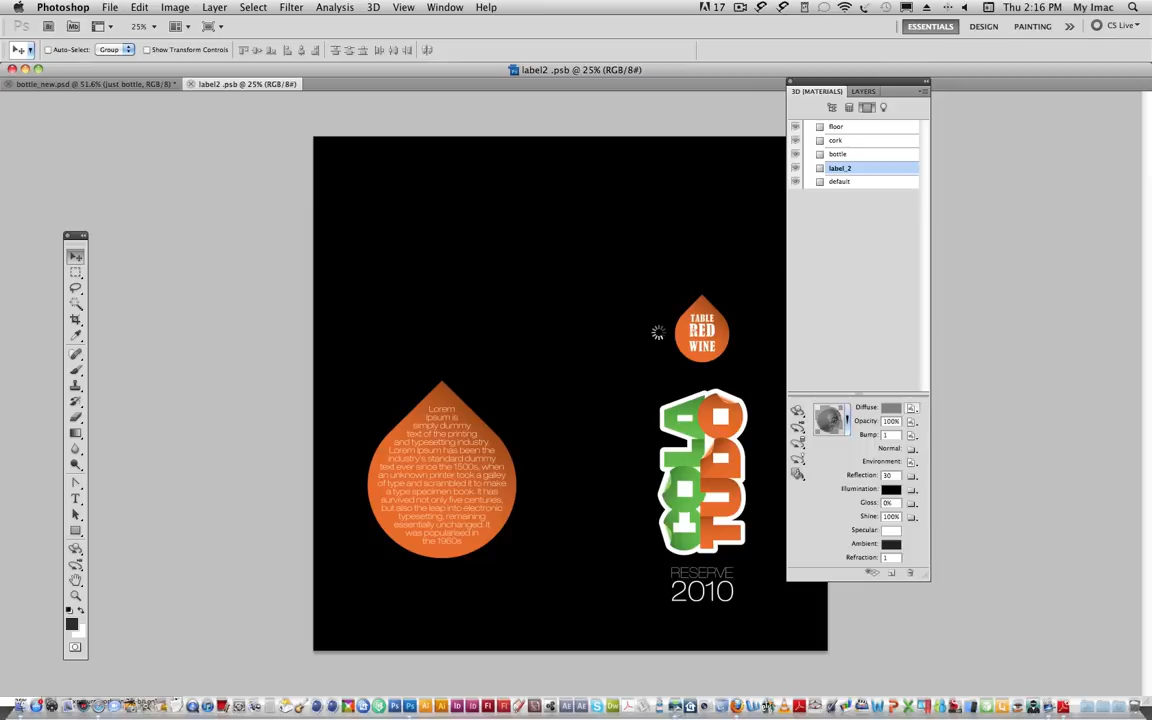 Photoshop File Edit Image Layer Select Filter Analysis 3D View Window Help
17 Thu 2:16 PM My Imac
Ps Br Mb 25% ESSENTIALS DESIGN PAINTING CS Live
Auto-Select: Group Show Transform Controls
label2 .psb @ 25% (RGB/8#)
bottle_new.psd @ 51.6% (just bottle, RGB/8) *
label2 .psb @ 25% (RGB/8#)
3D {MATERIALS} LAYERS
floor
cork
bottle
label_2
default
Diffuse:
Opacity: 100%
Bump: 1
Normal:
Environment:
Reflection: 30
Illumination:
Gloss: 0%
Shine: 100%
Specular:
Ambient:
Refraction: 1
TABLE
RED
WINE
COLA
TUDO
RESERVE
2010
Lorem
Ipsum is
simply dummy
text of the printing
and typesetting industry.
Lorem Ipsum has been the
industry's standard dummy
text ever since the 1500s, when
an unknown printer took a galley
of type and scrambled it to make
a type specimen book. It has
survived not only five centuries,
but also the leap into electronic
typesetting, remaining
essentially unchanged. It
was popularised in
the 1960s